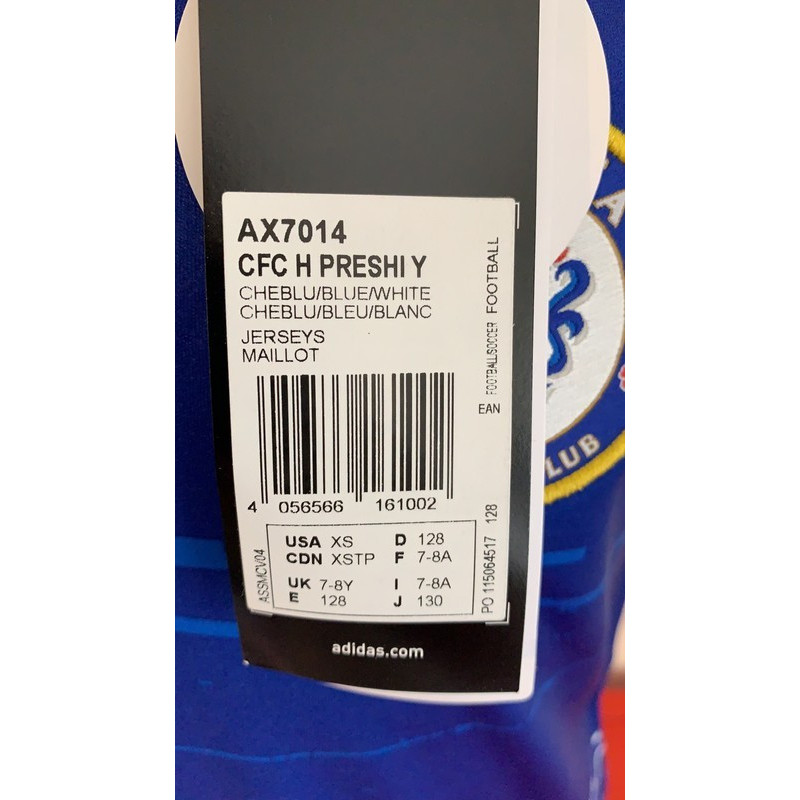 AX7014
CFC H PRESHI Y
CHEBLU/BLUE/WHITE
CHEBLU/BLEU/BLANC
JERSEYS
MAILLOT
FOOTBALL/SOCCER FOOTBALL
EAN
4 056566 161002
USA XS D 128
CDN XSTP F 7-8A
UK 7-8Y I 7-8A
E 128 J 130
ASSMCV04
PO 115064517 128
adidas.com
A
LUB